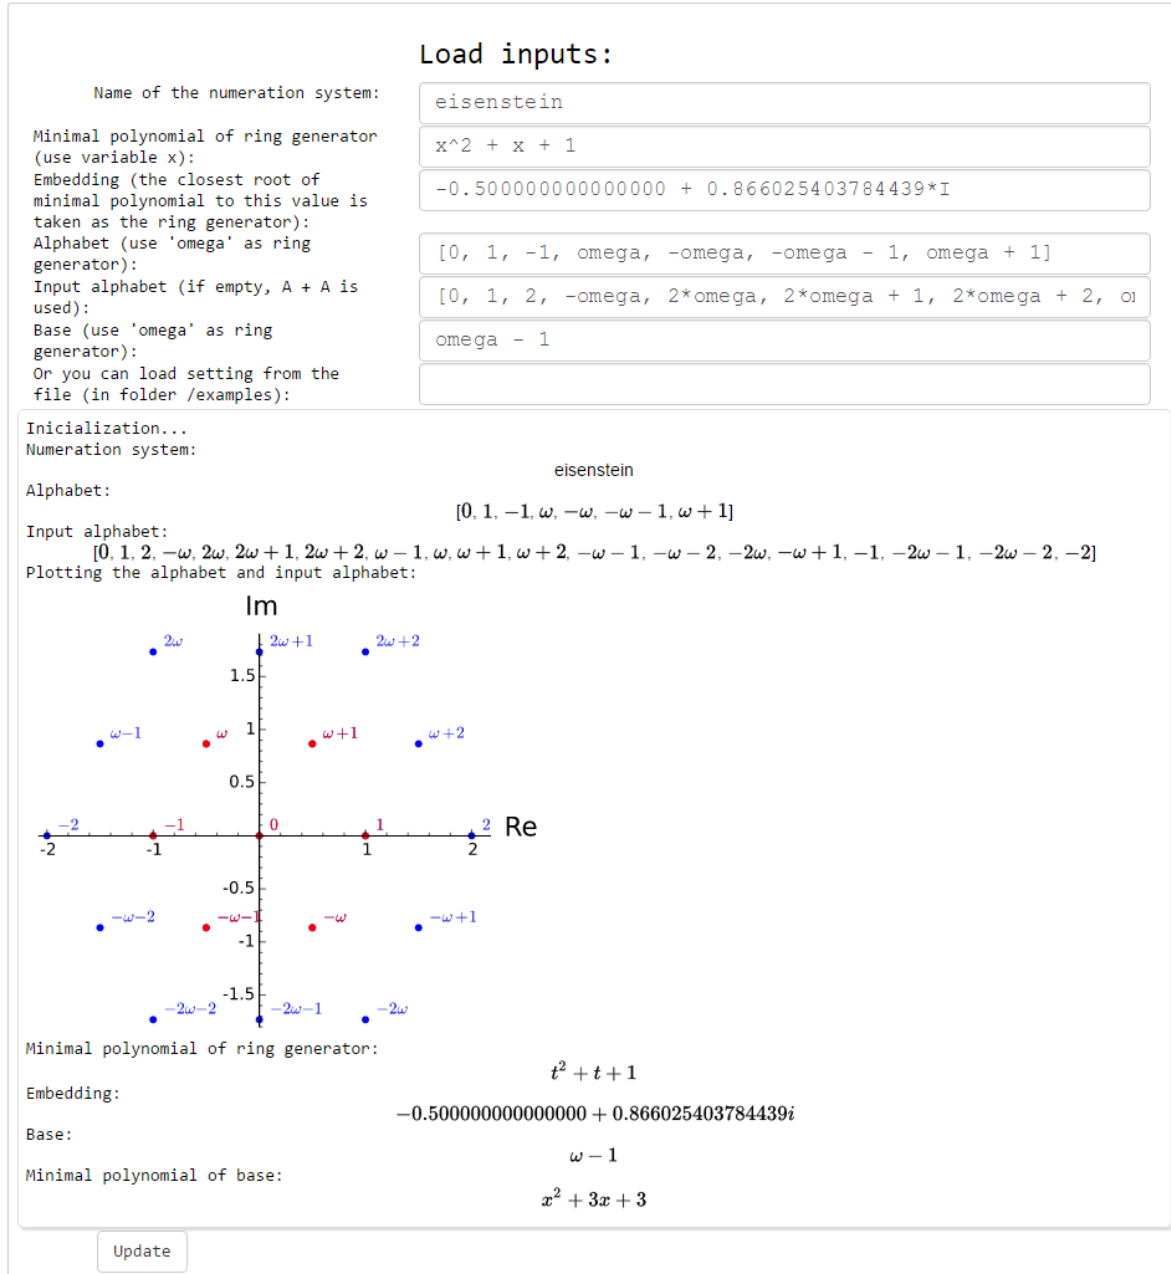 Load inputs:
Name of the numeration system:
eisenstein
Minimal polynomial of ring generator
(use variable x):
x^2 + x + 1
Embedding (the closest root of
minimal polynomial to this value is
taken as the ring generator):
-0.500000000000000 + 0.866025403784439*I
Alphabet (use 'omega' as ring
generator):
[0, 1, -1, omega, -omega, -omega - 1, omega + 1]
Input alphabet (if empty, A + A is
used):
[0, 1, 2, -omega, 2*omega, 2*omega + 1, 2*omega + 2, o
Base (use 'omega' as ring
generator):
omega - 1
Or you can load setting from the
file (in folder /examples):
Inicialization...
Numeration system:
eisenstein
Alphabet:
[0, 1, −1, ω, −ω, −ω − 1, ω + 1]
Input alphabet:
[0, 1, 2, −ω, 2ω, 2ω + 1, 2ω + 2, ω − 1, ω, ω + 1, ω + 2, −ω − 1, −ω − 2, −2ω, −ω + 1, −1, −2ω − 1, −2ω − 2, −2]
Plotting the alphabet and input alphabet:
Im
2ω 2ω+1 2ω+2
1.5
ω−1 ω 1 ω+1 ω+2
0.5
−2 −1 0 1 2 Re
-2 -1 1 2
-0.5
−ω−2 −ω−1 −ω −ω+1
-1
-1.5
−2ω−2 −2ω−1 −2ω
Minimal polynomial of ring generator:
t² + t + 1
Embedding:
−0.500000000000000 + 0.866025403784439i
Base:
ω − 1
Minimal polynomial of base:
x² + 3x + 3
Update